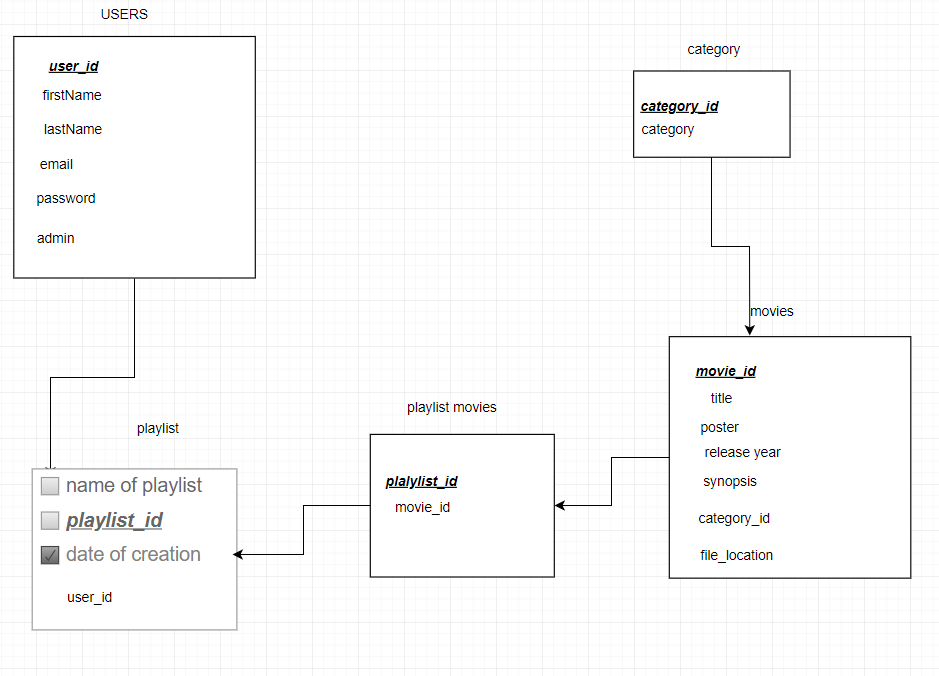 USERS
user_id
firstName
lastName
email
password
admin
category
category_id
category
movies
movie_id
title
poster
release year
synopsis
category_id
file_location
playlist movies
plalylist_id
movie_id
playlist
name of playlist
playlist_id
date of creation
user_id